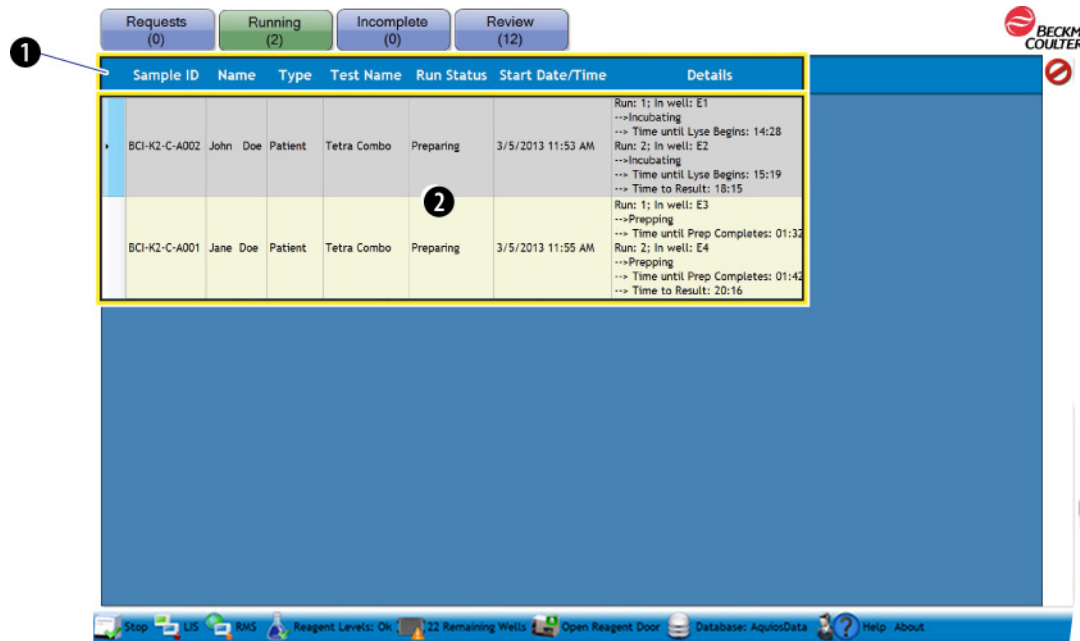 Requests
(0)
Running
(2)
Incomplete
(0)
Review
(12)
BECKM
COULTER
1
Sample ID Name Type Test Name Run Status Start Date/Time Details
BCI-K2-C-A002 John Doe Patient Tetra Combo Preparing 3/5/2013 11:53 AM
Run: 1; In well: E1
-->Incubating
--> Time until Lyse Begins: 14:28
Run: 2; In well: E2
-->Incubating
--> Time until Lyse Begins: 15:19
--> Time to Result: 18:15
2
BCI-K2-C-A001 Jane Doe Patient Tetra Combo Preparing 3/5/2013 11:55 AM
Run: 1; In well: E3
-->Prepping
--> Time until Prep Completes: 01:32
Run: 2; In well: E4
-->Prepping
--> Time until Prep Completes: 01:42
--> Time to Result: 20:16
Stop LIS RMS Reagent Levels: Ok 22 Remaining Wells Open Reagent Door Database: AquiosData ? Help About